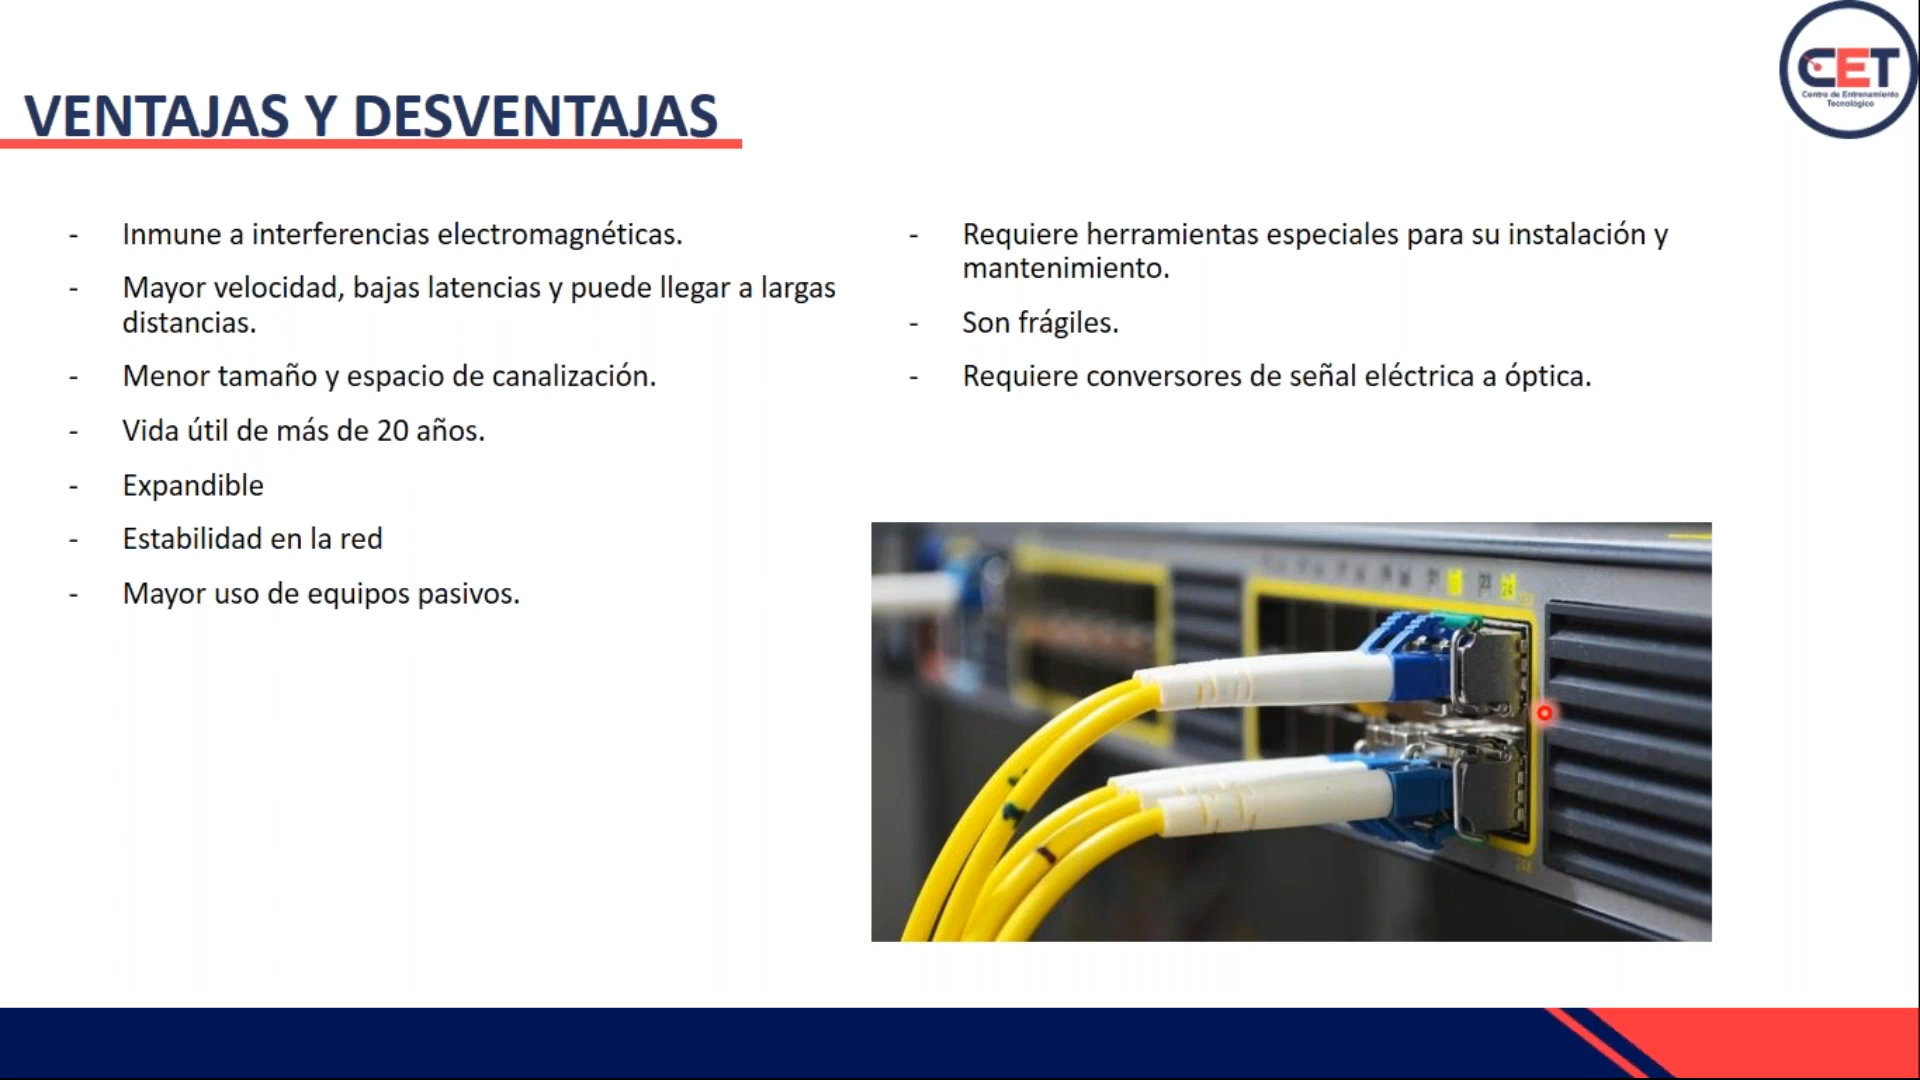 CET
Centro de Entrenamiento
Tecnológico
VENTAJAS Y DESVENTAJAS
- Inmune a interferencias electromagnéticas.
- Mayor velocidad, bajas latencias y puede llegar a largas
distancias.
- Menor tamaño y espacio de canalización.
- Vida útil de más de 20 años.
- Expandible
- Estabilidad en la red
- Mayor uso de equipos pasivos.
- Requiere herramientas especiales para su instalación y
mantenimiento.
- Son frágiles.
- Requiere conversores de señal eléctrica a óptica.